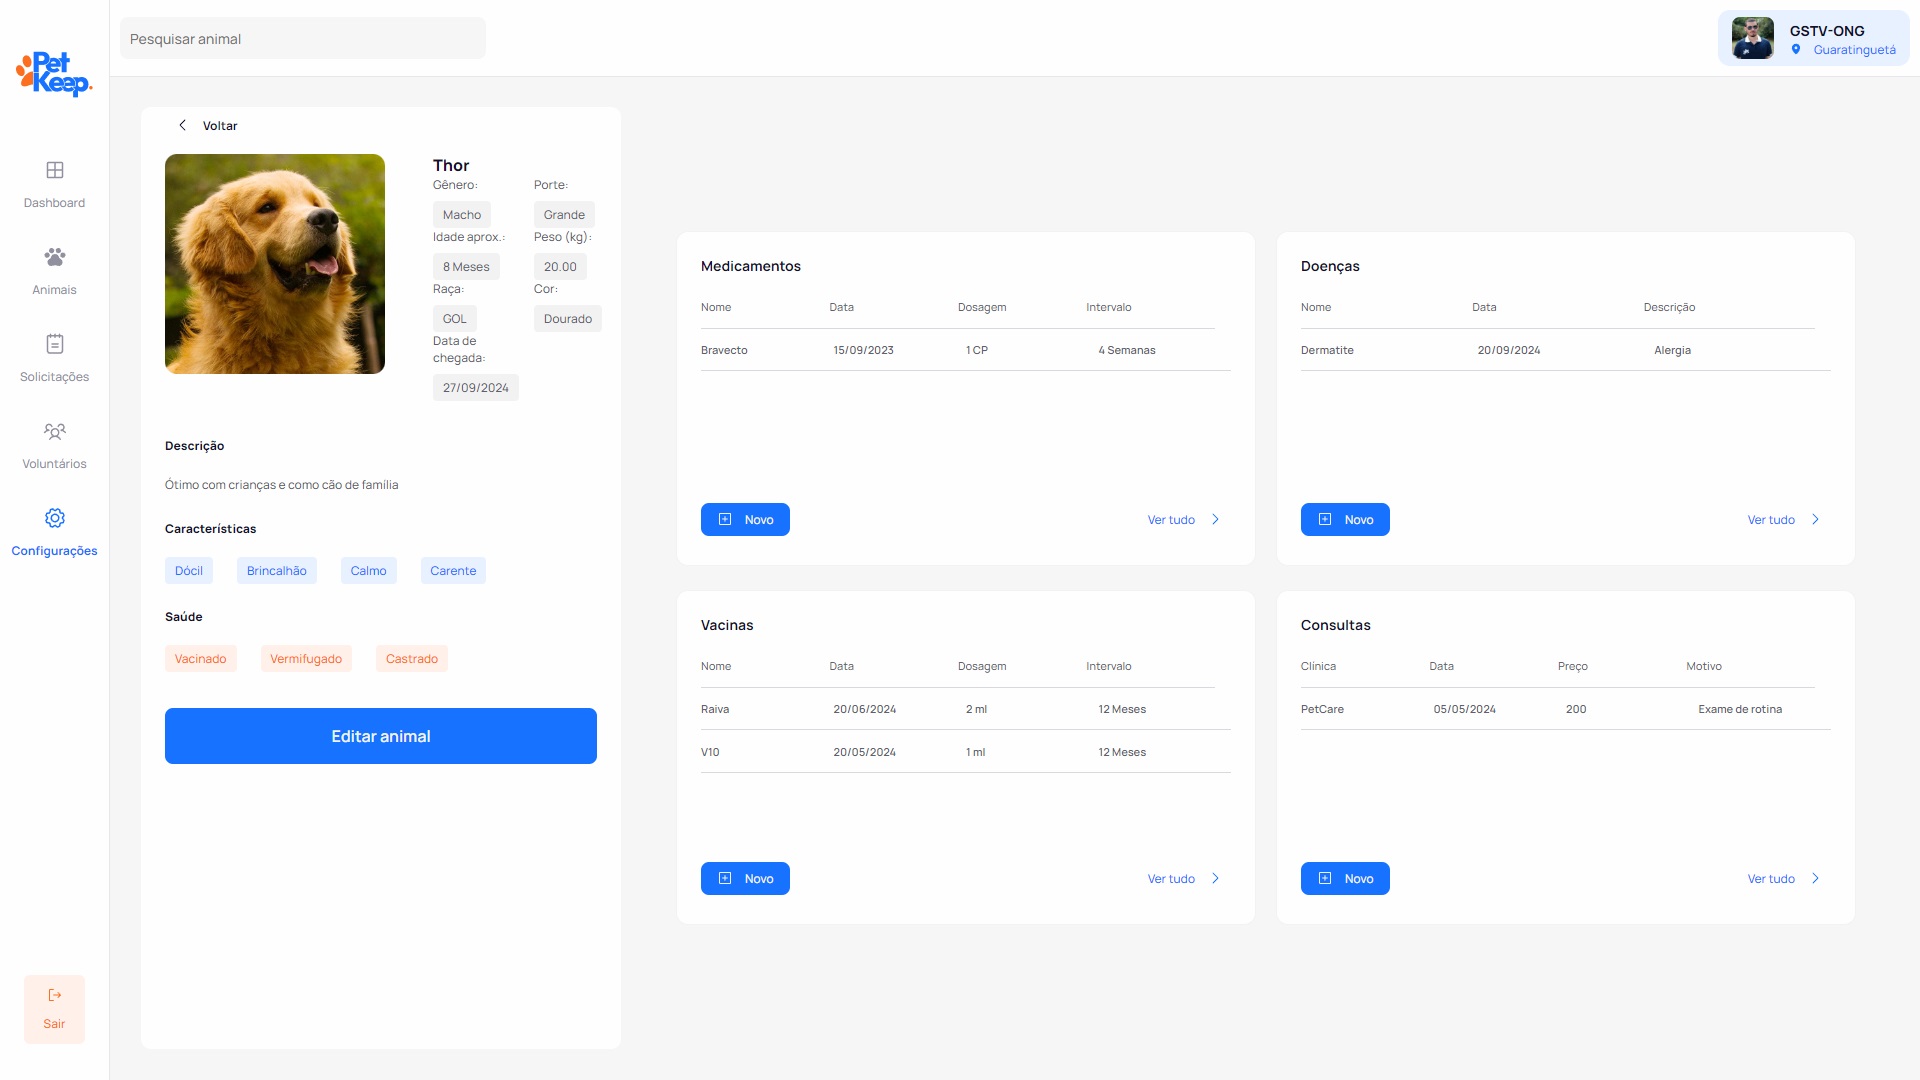 Pet
Keep.
Pesquisar animal
GSTV-ONG
Guaratinguetá
Dashboard
Animais
Solicitações
Voluntários
Configurações
Sair
Voltar
Thor
Gênero: Porte:
Macho Grande
Idade aprox.: Peso (kg):
8 Meses 20.00
Raça: Cor:
GOL Dourado
Data de
chegada:
27/09/2024
Descrição
Ótimo com crianças e como cão de família
Características
Dócil Brincalhão Calmo Carente
Saúde
Vacinado Vermifugado Castrado
Editar animal
Medicamentos
Nome Data Dosagem Intervalo
Bravecto 15/09/2023 1 CP 4 Semanas
Novo Ver tudo
Doenças
Nome Data Descrição
Dermatite 20/09/2024 Alergia
Novo Ver tudo
Vacinas
Nome Data Dosagem Intervalo
Raiva 20/06/2024 2 ml 12 Meses
V10 20/05/2024 1 ml 12 Meses
Novo Ver tudo
Consultas
Clínica Data Preço Motivo
PetCare 05/05/2024 200 Exame de rotina
Novo Ver tudo